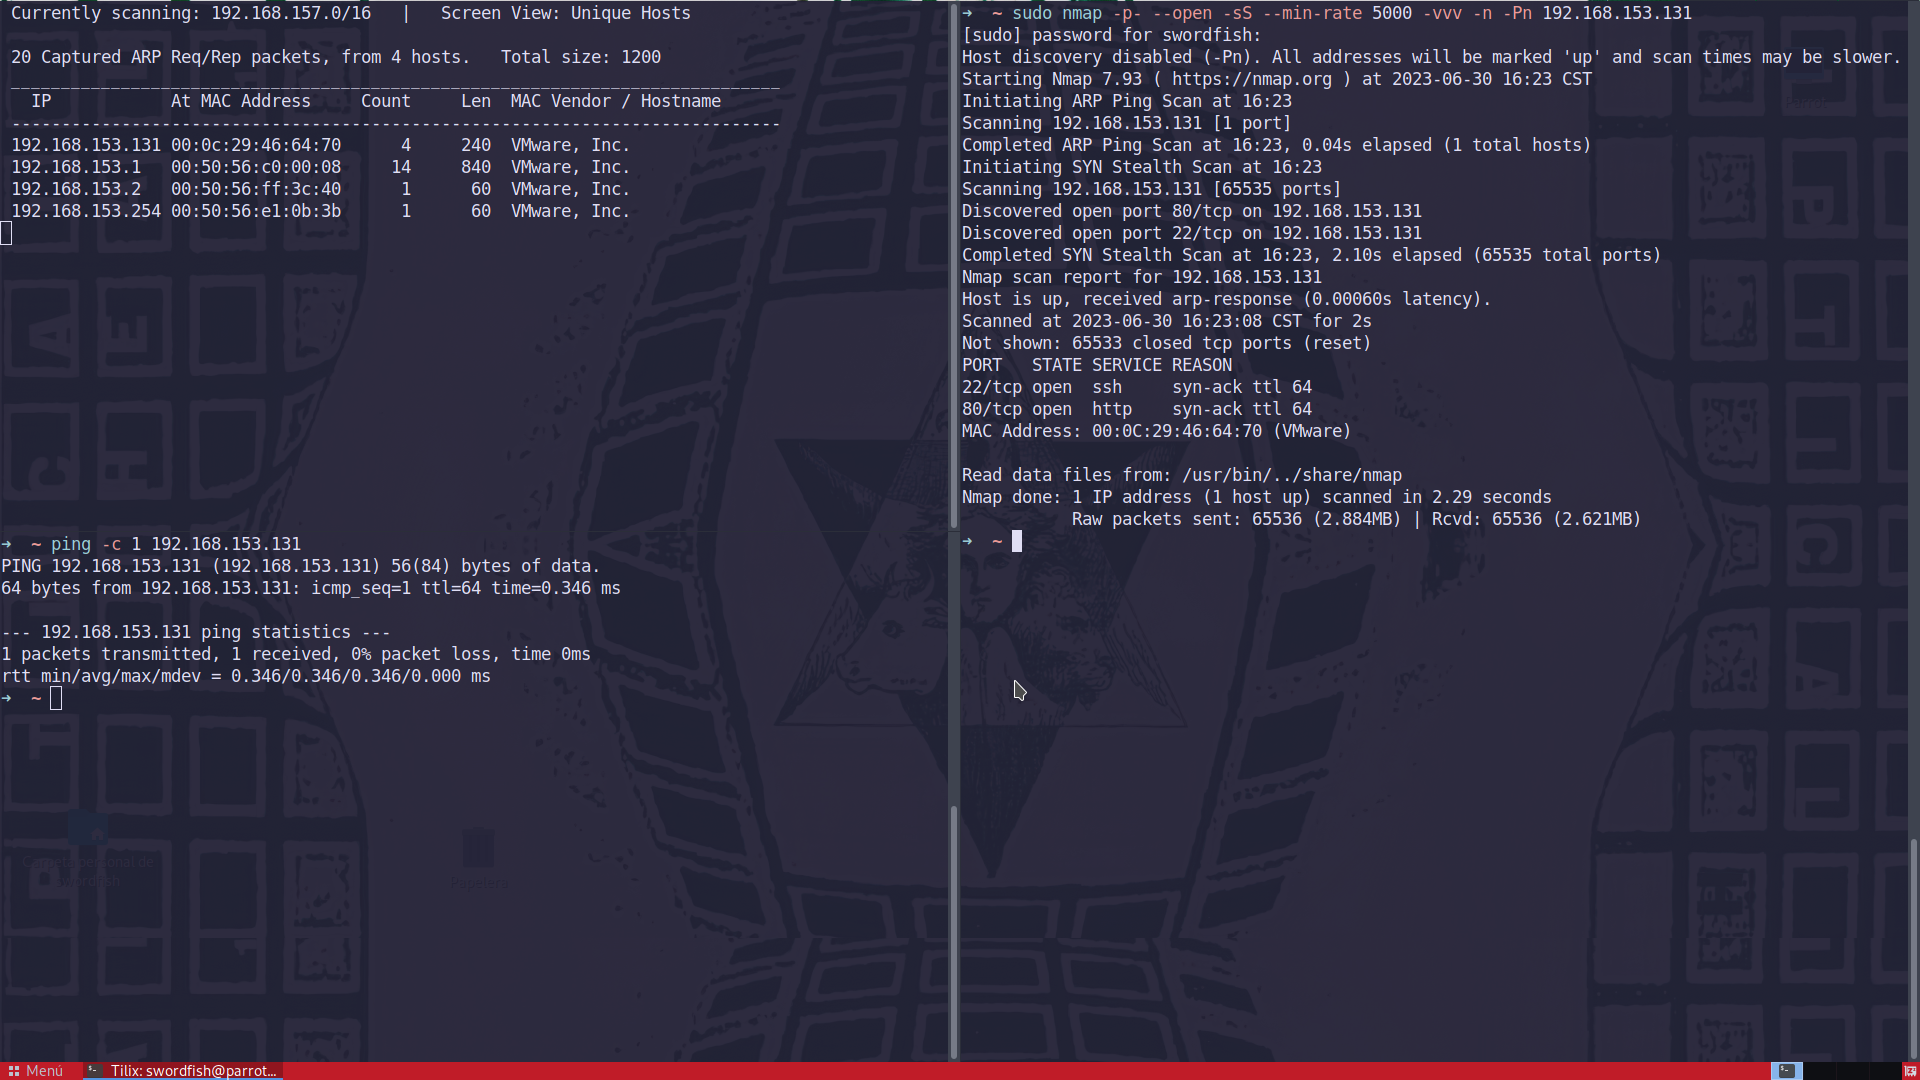 Currently scanning: 192.168.157.0/16   |   Screen View: Unique Hosts
20 Captured ARP Req/Rep packets, from 4 hosts.   Total size: 1200
_____________________________________________________________________________
IP            At MAC Address     Count     Len  MAC Vendor / Hostname
-----------------------------------------------------------------------------
192.168.153.131 00:0c:29:46:64:70      4     240  VMware, Inc.
192.168.153.1   00:50:56:c0:00:08     14     840  VMware, Inc.
192.168.153.2   00:50:56:ff:3c:40      1      60  VMware, Inc.
192.168.153.254 00:50:56:e1:0b:3b      1      60  VMware, Inc.
➜  ~ ping -c 1 192.168.153.131
PING 192.168.153.131 (192.168.153.131) 56(84) bytes of data.
64 bytes from 192.168.153.131: icmp_seq=1 ttl=64 time=0.346 ms
--- 192.168.153.131 ping statistics ---
1 packets transmitted, 1 received, 0% packet loss, time 0ms
rtt min/avg/max/mdev = 0.346/0.346/0.346/0.000 ms
➜  ~
➜  ~ sudo nmap -p- --open -sS --min-rate 5000 -vvv -n -Pn 192.168.153.131
[sudo] password for swordfish:
Host discovery disabled (-Pn). All addresses will be marked 'up' and scan times may be slower.
Starting Nmap 7.93 ( https://nmap.org ) at 2023-06-30 16:23 CST
Initiating ARP Ping Scan at 16:23
Scanning 192.168.153.131 [1 port]
Completed ARP Ping Scan at 16:23, 0.04s elapsed (1 total hosts)
Initiating SYN Stealth Scan at 16:23
Scanning 192.168.153.131 [65535 ports]
Discovered open port 80/tcp on 192.168.153.131
Discovered open port 22/tcp on 192.168.153.131
Completed SYN Stealth Scan at 16:23, 2.10s elapsed (65535 total ports)
Nmap scan report for 192.168.153.131
Host is up, received arp-response (0.00060s latency).
Scanned at 2023-06-30 16:23:08 CST for 2s
Not shown: 65533 closed tcp ports (reset)
PORT   STATE SERVICE REASON
22/tcp open  ssh     syn-ack ttl 64
80/tcp open  http    syn-ack ttl 64
MAC Address: 00:0C:29:46:64:70 (VMware)
Read data files from: /usr/bin/../share/nmap
Nmap done: 1 IP address (1 host up) scanned in 2.29 seconds
Raw packets sent: 65536 (2.884MB) | Rcvd: 65536 (2.621MB)
➜  ~
Carpeta personal de
swordfish
Papelera
Menú
Tilix: swordfish@parrot...